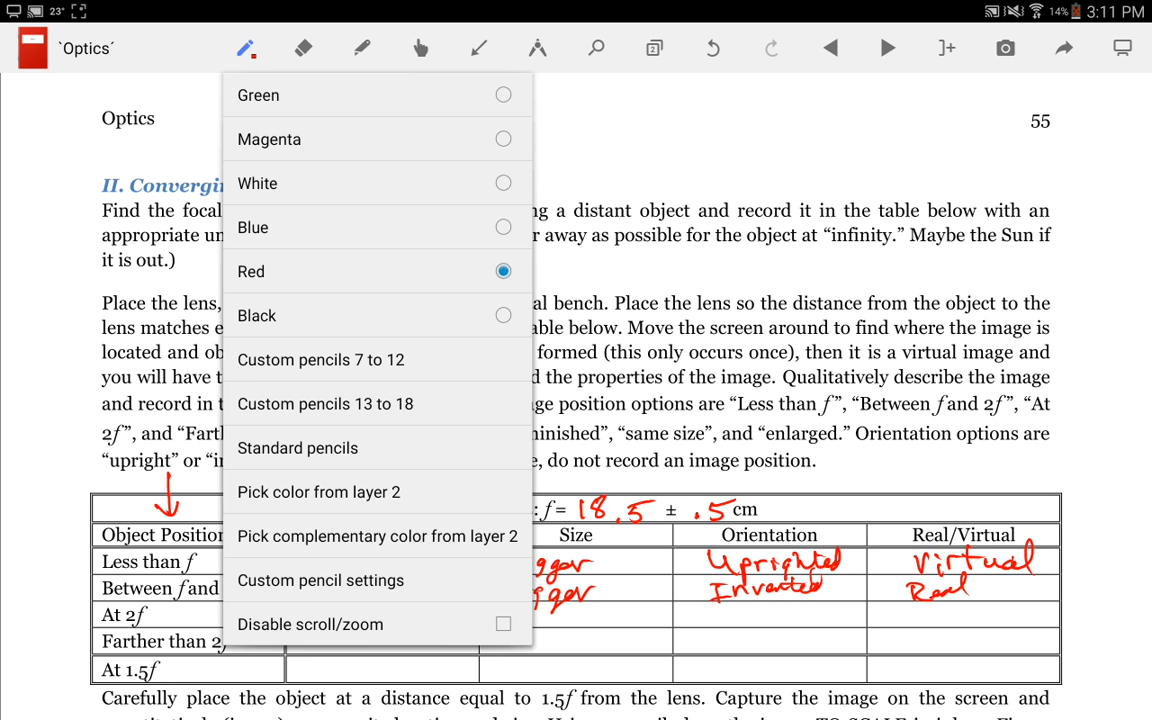 23° 14% 3:11 PM
`Optics´ 2
Green
Magenta
White
Blue
Red
Black
Custom pencils 7 to 12
Custom pencils 13 to 18
Standard pencils
Pick color from layer 2
Pick complementary color from layer 2
Custom pencil settings
Disable scroll/zoom
Optics 55
II. Convergi
Find the focal ng a distant object and record it in the table below with an
appropriate un r away as possible for the object at “infinity.” Maybe the Sun if
it is out.)
Place the lens, al bench. Place the lens so the distance from the object to the
lens matches e able below. Move the screen around to find where the image is
located and ob formed (this only occurs once), then it is a virtual image and
you will have t d the properties of the image. Qualitatively describe the image
and record in t ge position options are “Less than f”, “Between f and 2f”, “At
2f”, and “Fart minished”, “same size”, and “enlarged.” Orientation options are
“upright” or “in e, do not record an image position.
: f = 18.5 ± .5 cm
Object Position Size Orientation Real/Virtual
Less than f gger Uprighted Virtual
Between f and gger Inverted Real
At 2f
Farther than 2
At 1.5f
Carefully place the object at a distance equal to 1.5f from the lens. Capture the image on the screen and